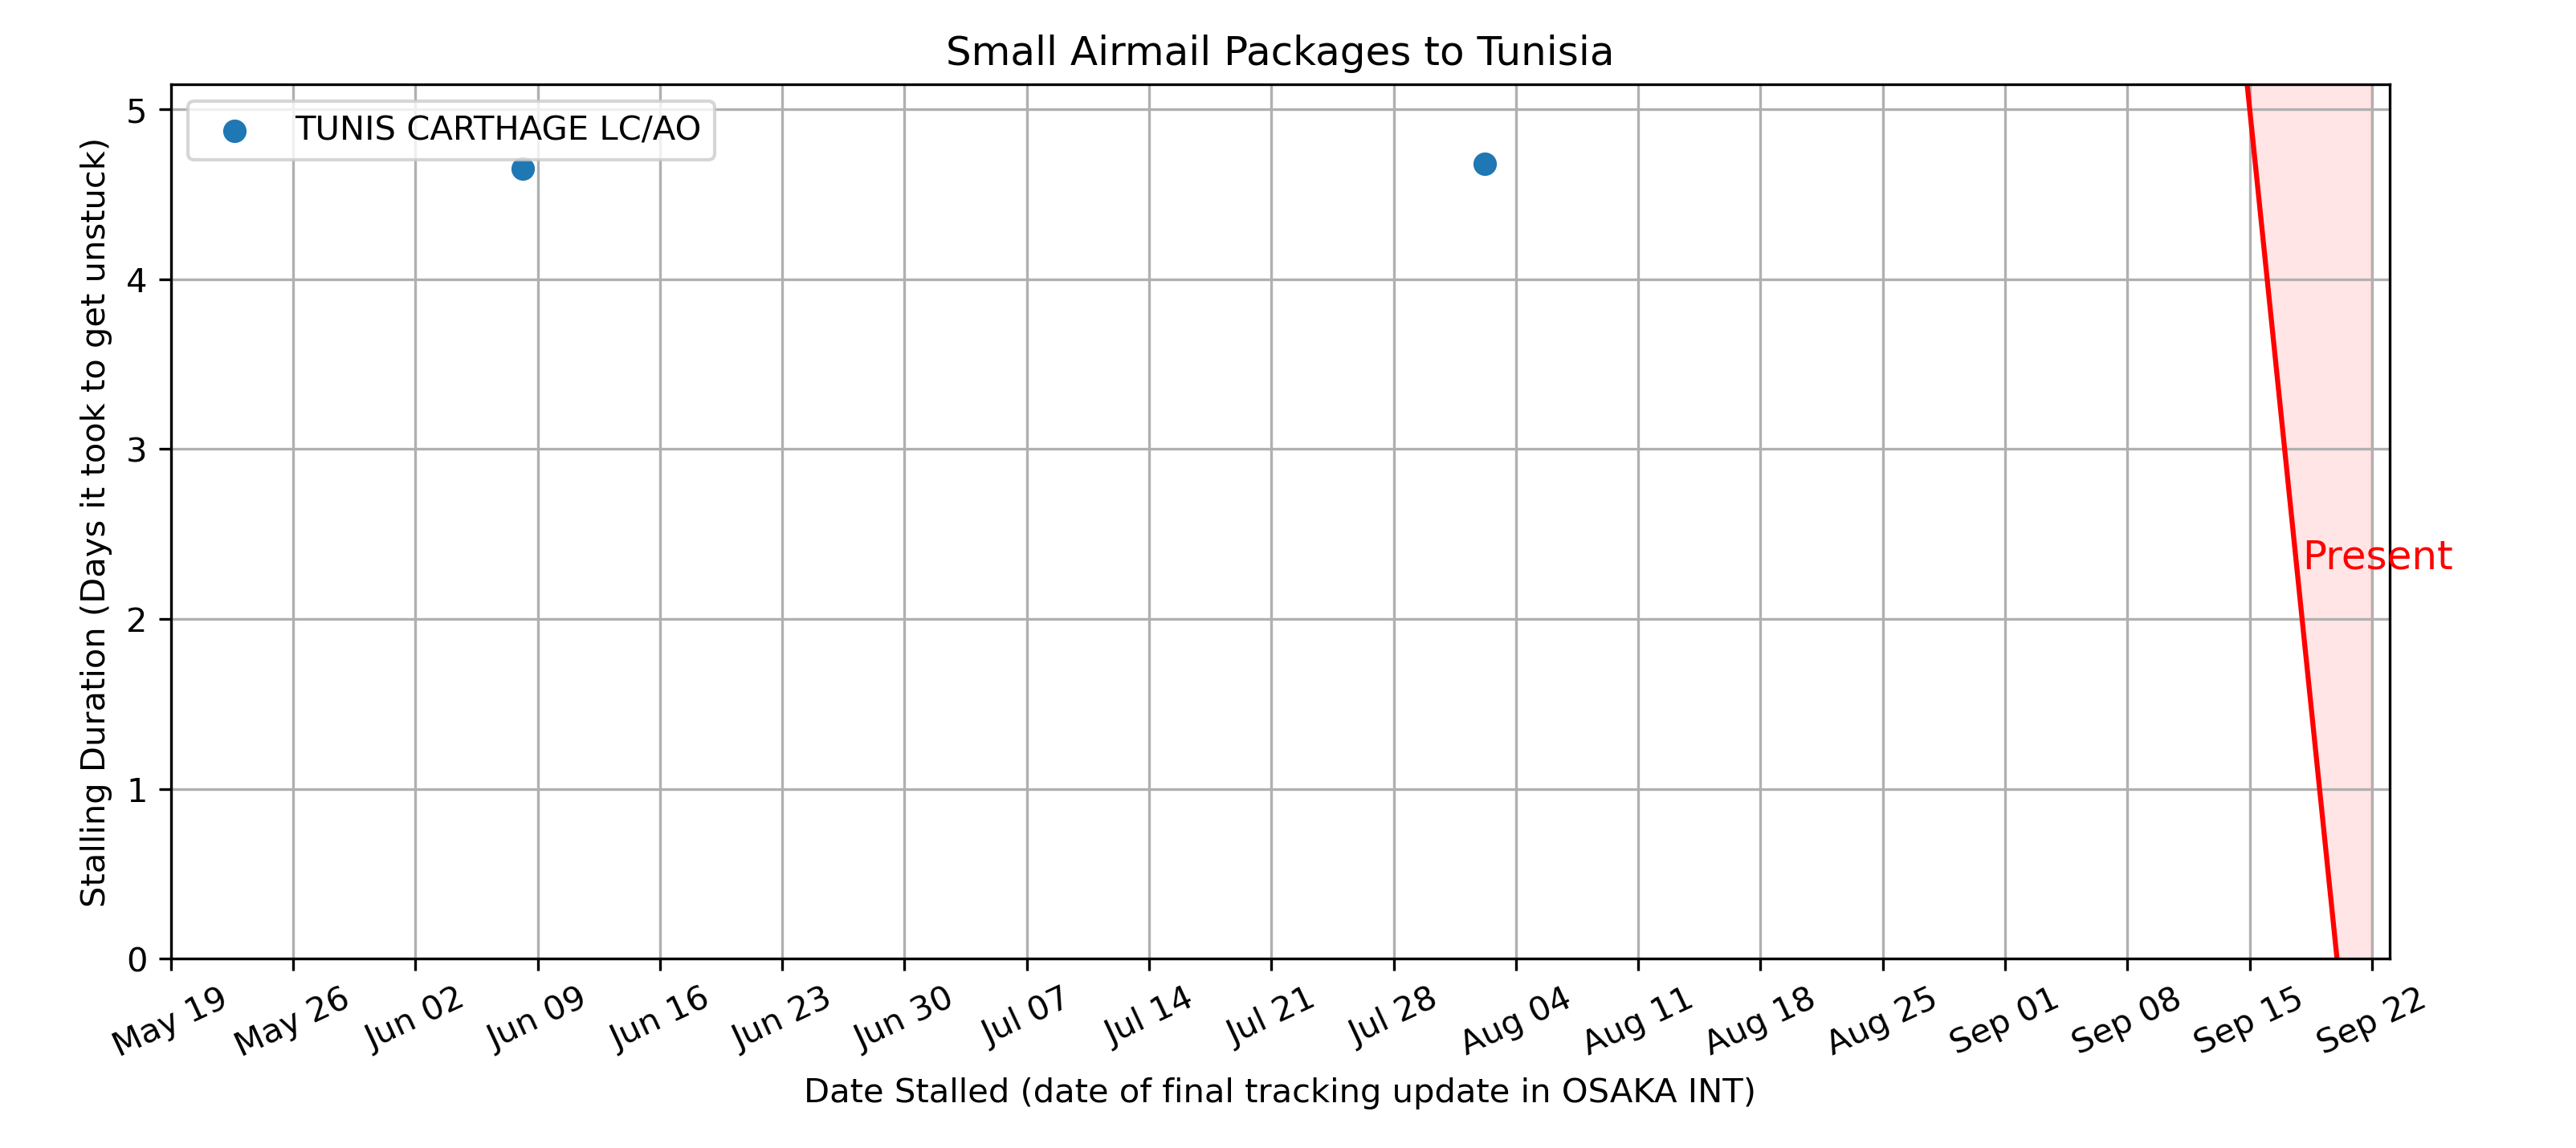 Small Airmail Packages to Tunisia
TUNIS CARTHAGE LC/AO
Stalling Duration (Days it took to get unstuck)
5
4
3
2
1
0
Present
May 19
May 26
Jun 02
Jun 09
Jun 16
Jun 23
Jun 30
Jul 07
Jul 14
Jul 21
Jul 28
Aug 04
Aug 11
Aug 18
Aug 25
Sep 01
Sep 08
Sep 15
Sep 22
Date Stalled (date of final tracking update in OSAKA INT)